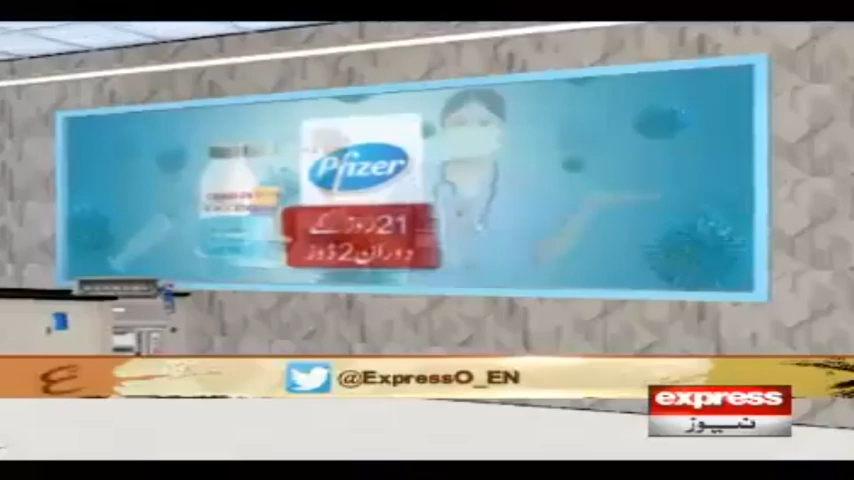 Pfizer
21 روز کے
دوران 2 ڈوز
@ExpressO_EN
express
نیوز